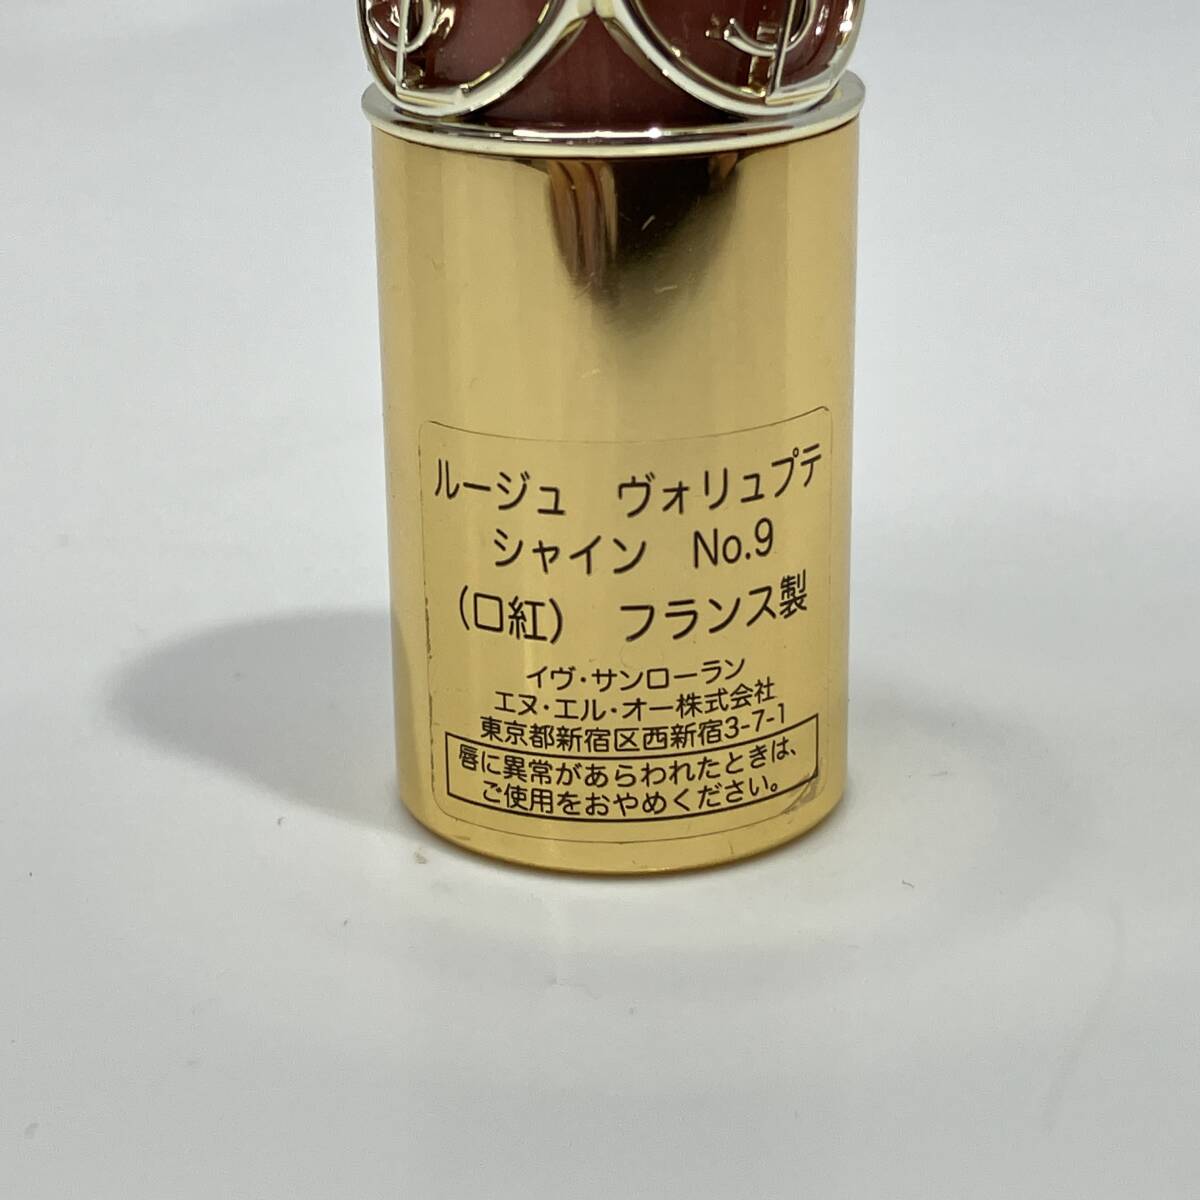 ルージュ　ヴォリュプテ
シャイン　No.9
（口紅）　フランス製
イヴ・サンローラン
エヌ・エル・オー株式会社
東京都新宿区西新宿3-7-1
唇に異常があらわれたときは、
ご使用をおやめください。